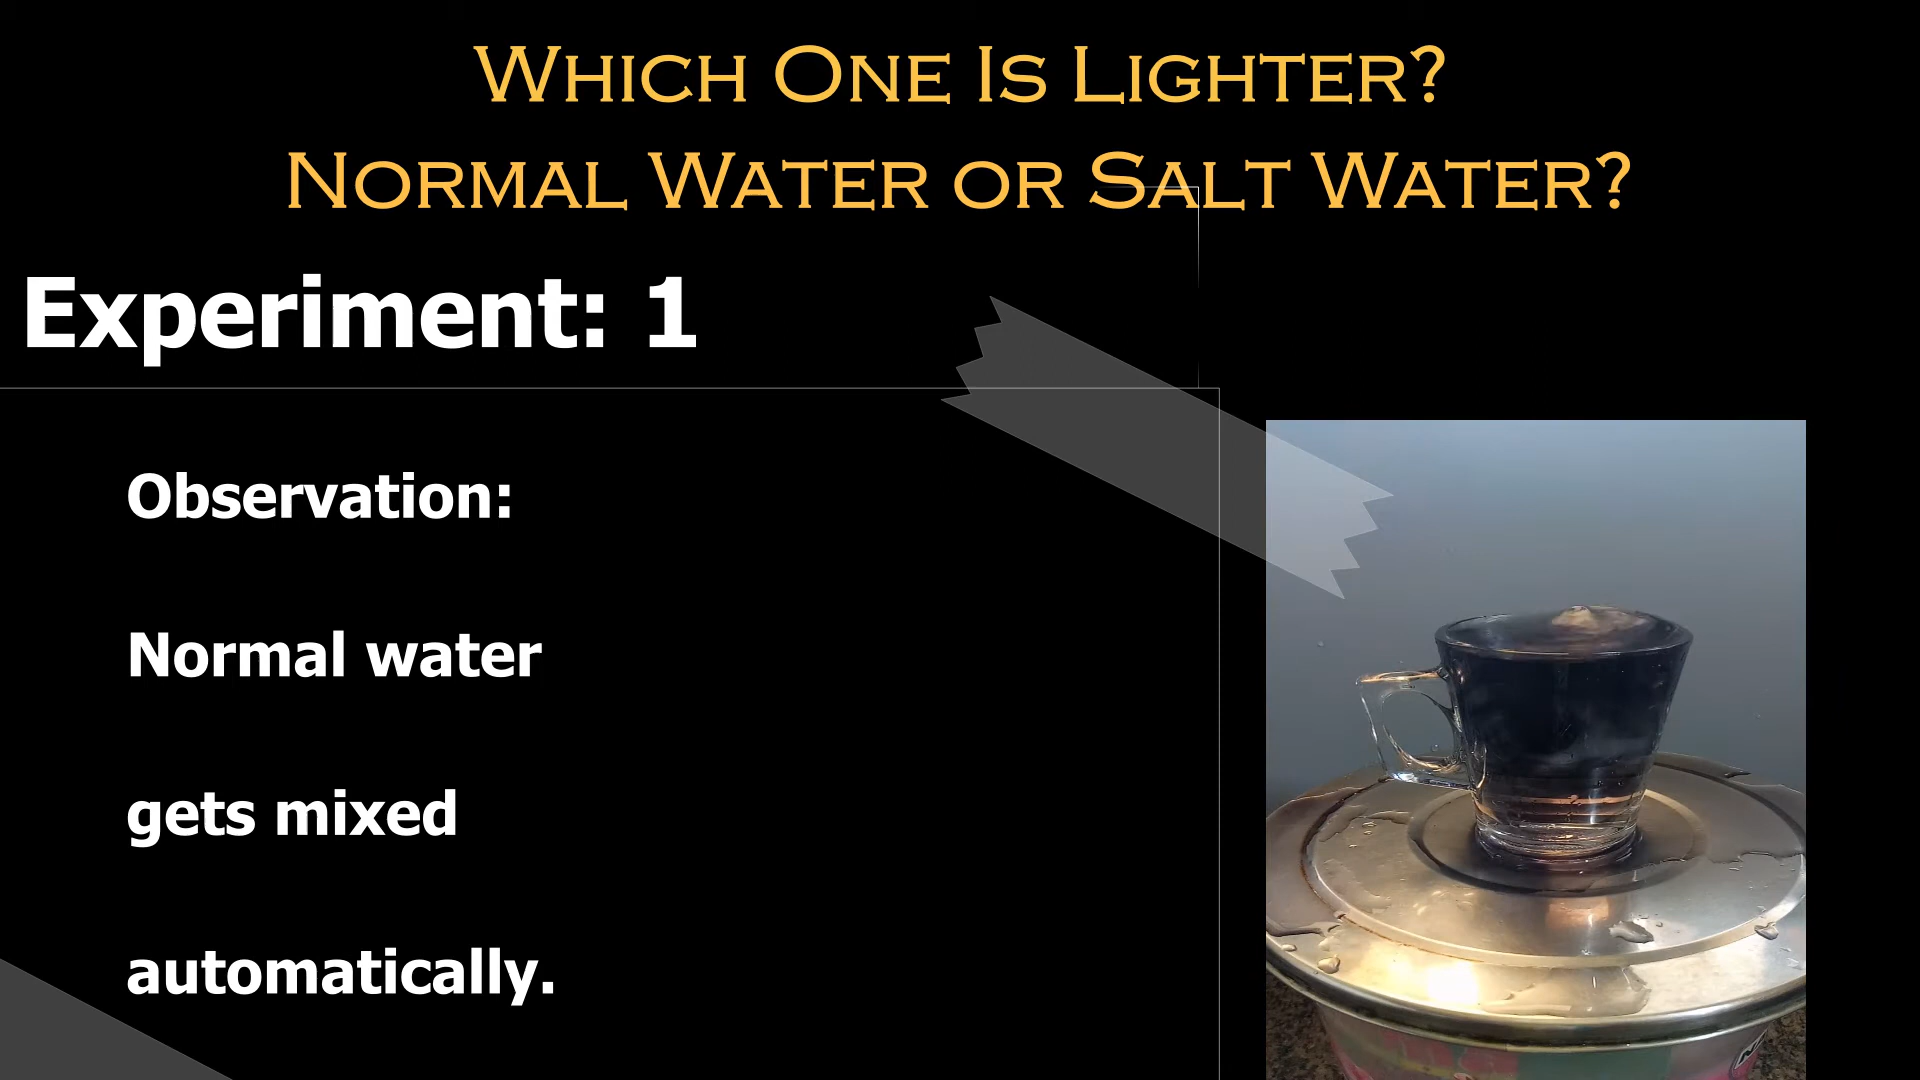 Which One Is Lighter?
Normal Water or Salt Water?
Experiment: 1
Observation:
Normal water
gets mixed
automatically.